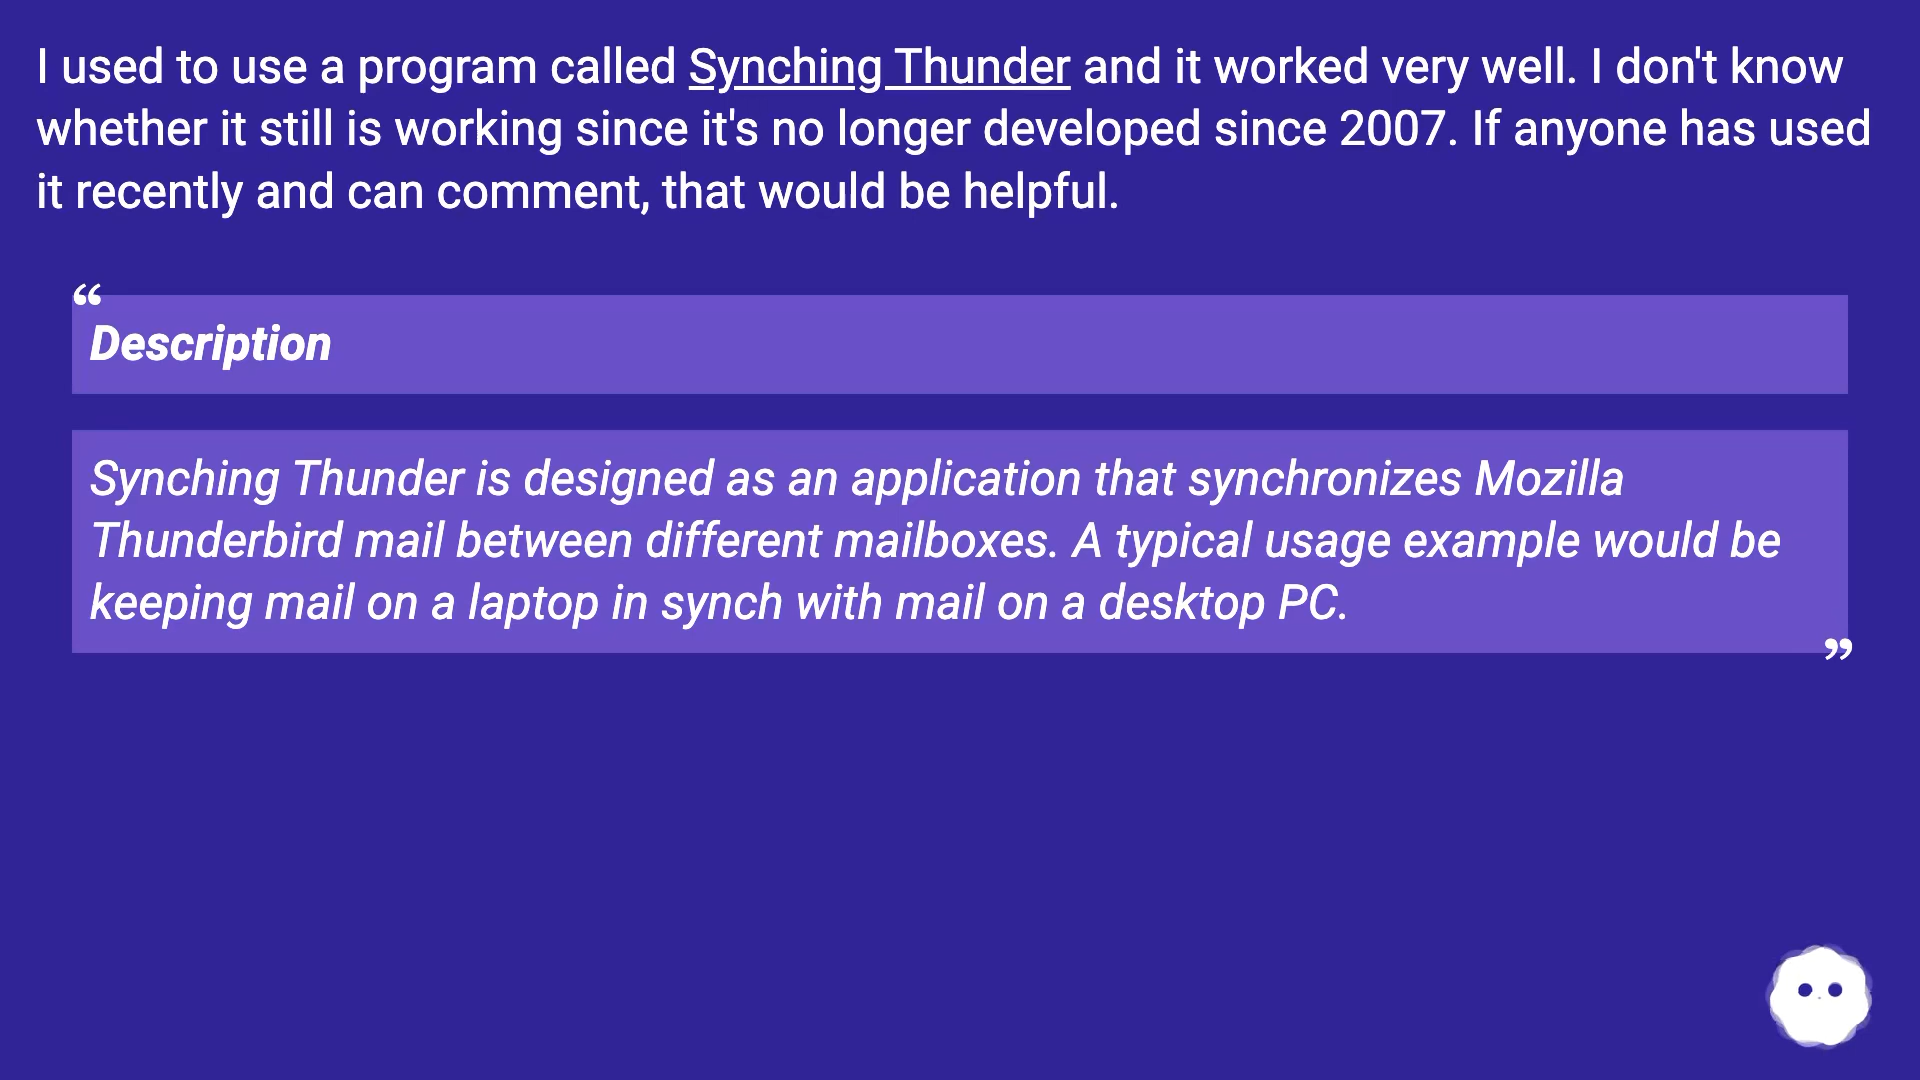 I used to use a program called Synching Thunder and it worked very well. I don't know
whether it still is working since it's no longer developed since 2007. If anyone has used
it recently and can comment, that would be helpful.
“
Description
Synching Thunder is designed as an application that synchronizes Mozilla
Thunderbird mail between different mailboxes. A typical usage example would be
keeping mail on a laptop in synch with mail on a desktop PC.
”